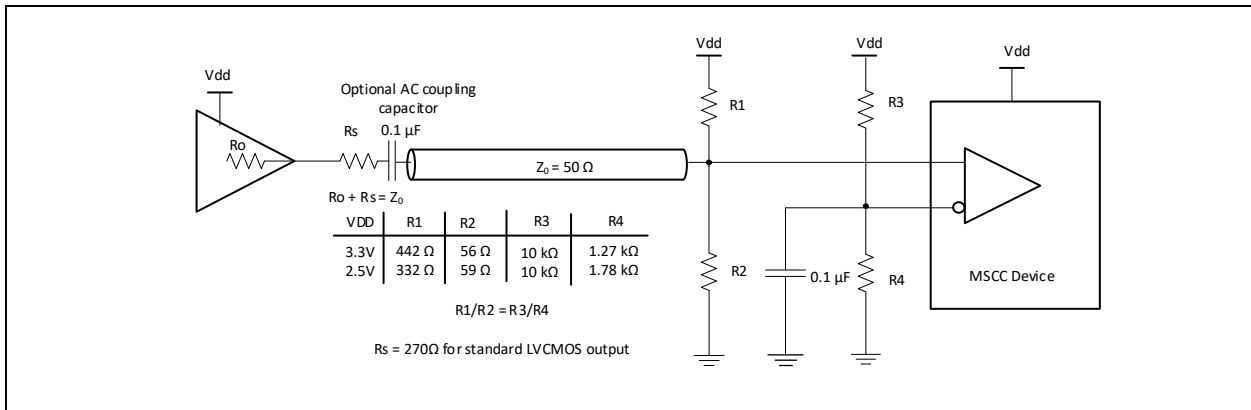 Vdd
Optional AC coupling
capacitor
Ro
Rs
0.1 µF
Ro + Rs = Z0
Z0 = 50 Ω
Vdd
R1
R2
Vdd
R3
R4
0.1 µF
Vdd
MSCC Device
VDD R1 R2 R3 R4
3.3V 442 Ω 56 Ω 10 kΩ 1.27 kΩ
2.5V 332 Ω 59 Ω 10 kΩ 1.78 kΩ
R1/R2 = R3/R4
Rs = 270Ω for standard LVCMOS output